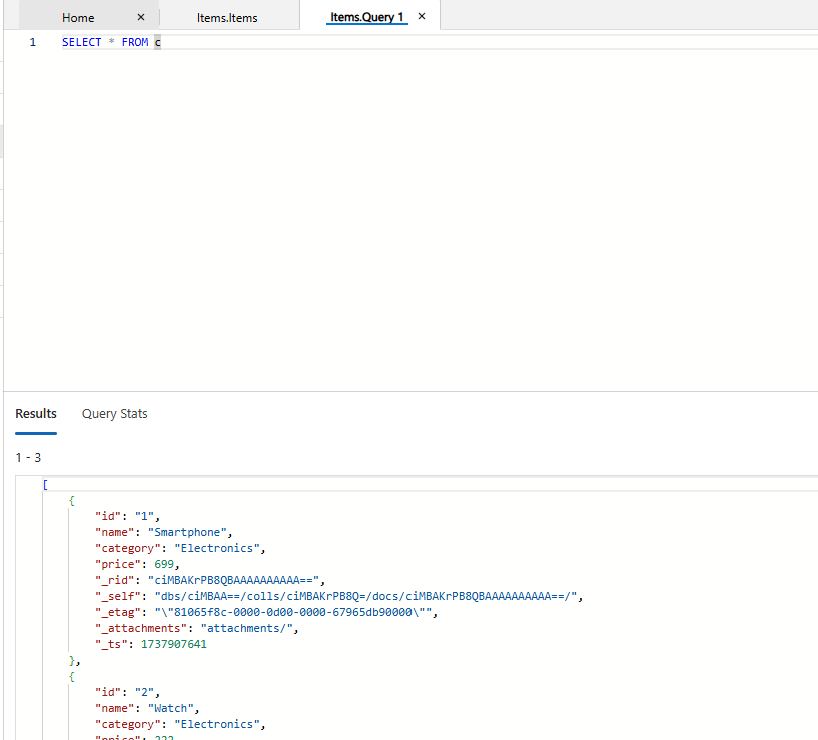 Home × Items.Items Items.Query 1 ×
1 SELECT * FROM c
Results Query Stats
1 - 3
[
{
"id": "1",
"name": "Smartphone",
"category": "Electronics",
"price": 699,
"_rid": "ciMBAKrPB8QBAAAAAAAAAA==",
"_self": "dbs/ciMBAA==/colls/ciMBAKrPB8Q=/docs/ciMBAKrPB8QBAAAAAAAAAA==/",
"_etag": "\"81065f8c-0000-0d00-0000-67965db90000\"",
"_attachments": "attachments/",
"_ts": 1737907641
},
{
"id": "2",
"name": "Watch",
"category": "Electronics",
"price": 333